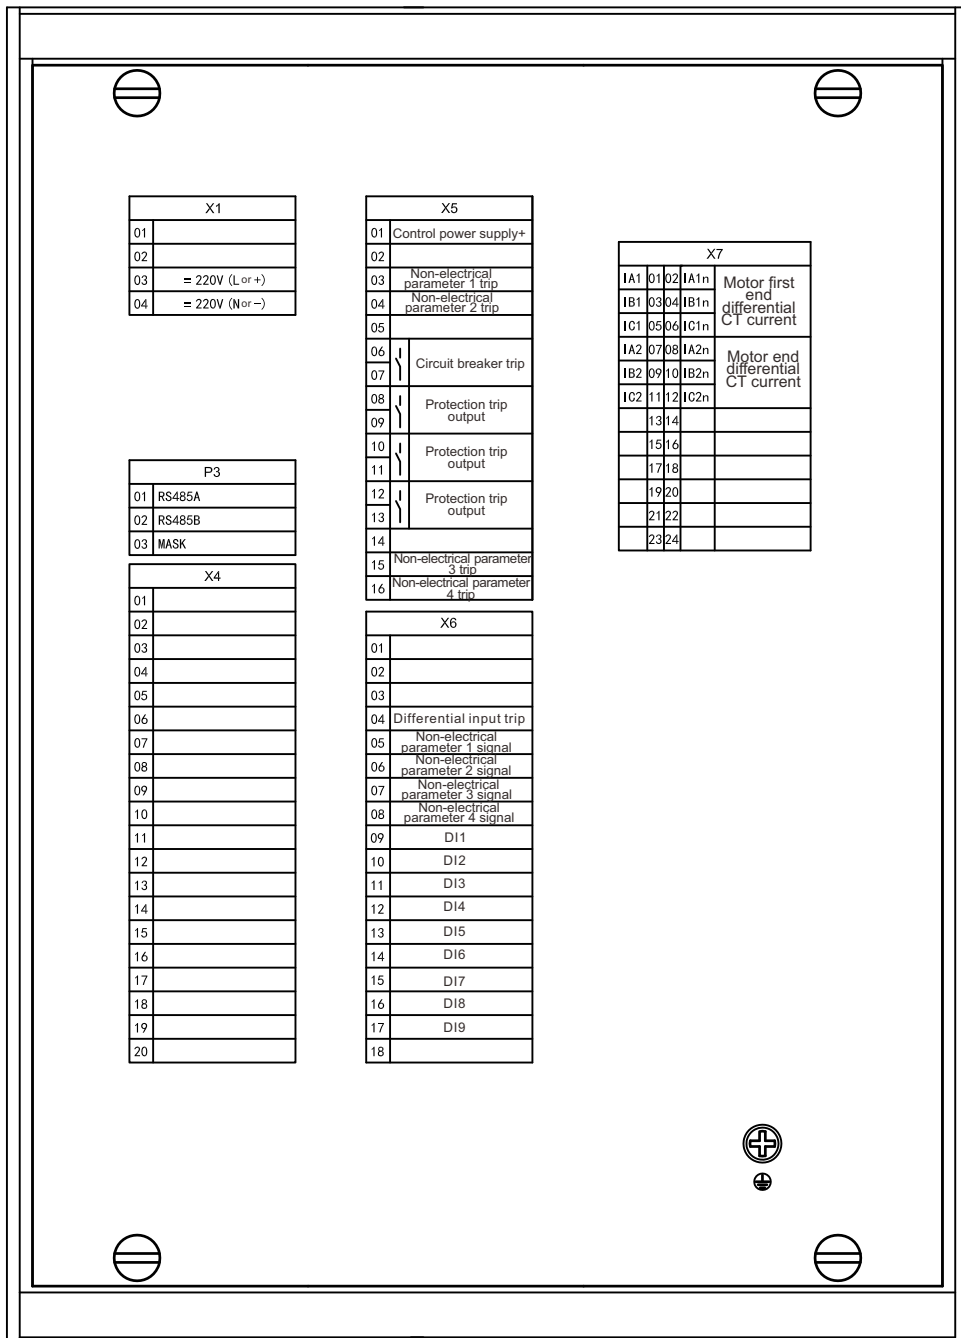 X1
01
02
03 = 220V (L or +)
04 = 220V (N or −)
P3
01 RS485A
02 RS485B
03 MASK
X4
01
02
03
04
05
06
07
08
09
10
11
12
13
14
15
16
17
18
19
20
X5
01 Control power supply+
02
03 Non-electrical
parameter 1 trip
04 Non-electrical
parameter 2 trip
05
06
07
Circuit breaker trip
08
09
Protection trip
output
10
11
Protection trip
output
12
13
Protection trip
output
14
15 Non-electrical parameter
3 trip
16 Non-electrical parameter
4 trip
X6
01
02
03
04 Differential input trip
05 Non-electrical
parameter 1 signal
06 Non-electrical
parameter 2 signal
07 Non-electrical
parameter 3 signal
08 Non-electrical
parameter 4 signal
09 DI1
10 DI2
11 DI3
12 DI4
13 DI5
14 DI6
15 DI7
16 DI8
17 DI9
18
X7
IA1 01 02 IA1n
IB1 03 04 IB1n
IC1 05 06 IC1n
Motor first
end
differential
CT current
IA2 07 08 IA2n
IB2 09 10 IB2n
IC2 11 12 IC2n
Motor end
differential
CT current
13 14
15 16
17 18
19 20
21 22
23 24